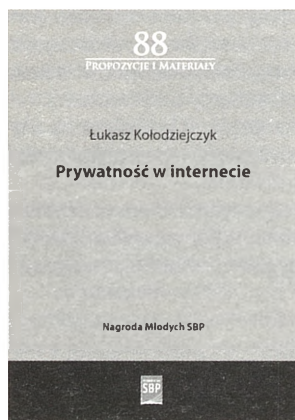 88
PROPOZYCJE I MATERIAŁY
Łukasz Kołodziejczyk
Prywatność w internecie
Nagroda Młodych SBP
SBP